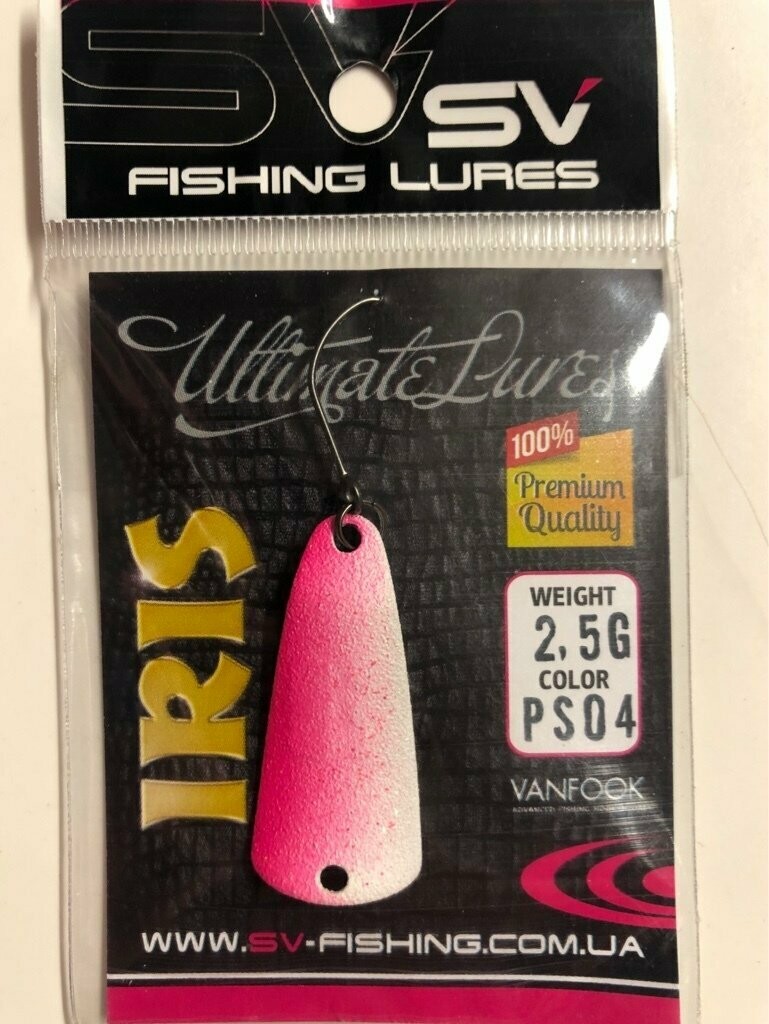 SV
SV
FISHING LURES
Ultimate Lures
100%
Premium
Quality
IRIS
WEIGHT
2,5G
COLOR
PS04
VANFOOK
WWW.SV-FISHING.COM.UA